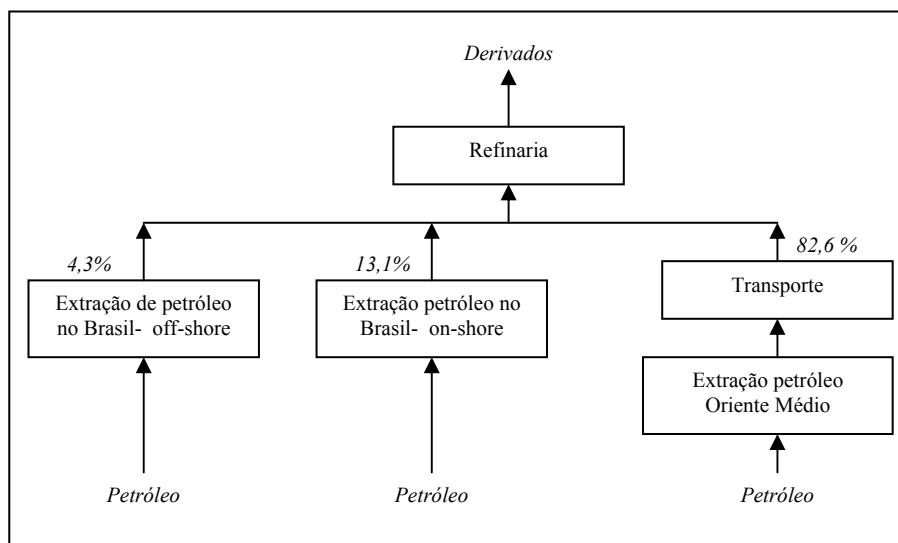 Derivados
Refinaria
4,3%
13,1%
82,6 %
Extração de petróleo
no Brasil- off-shore
Extração petróleo no
Brasil- on-shore
Transporte
Extração petróleo
Oriente Médio
Petróleo
Petróleo
Petróleo